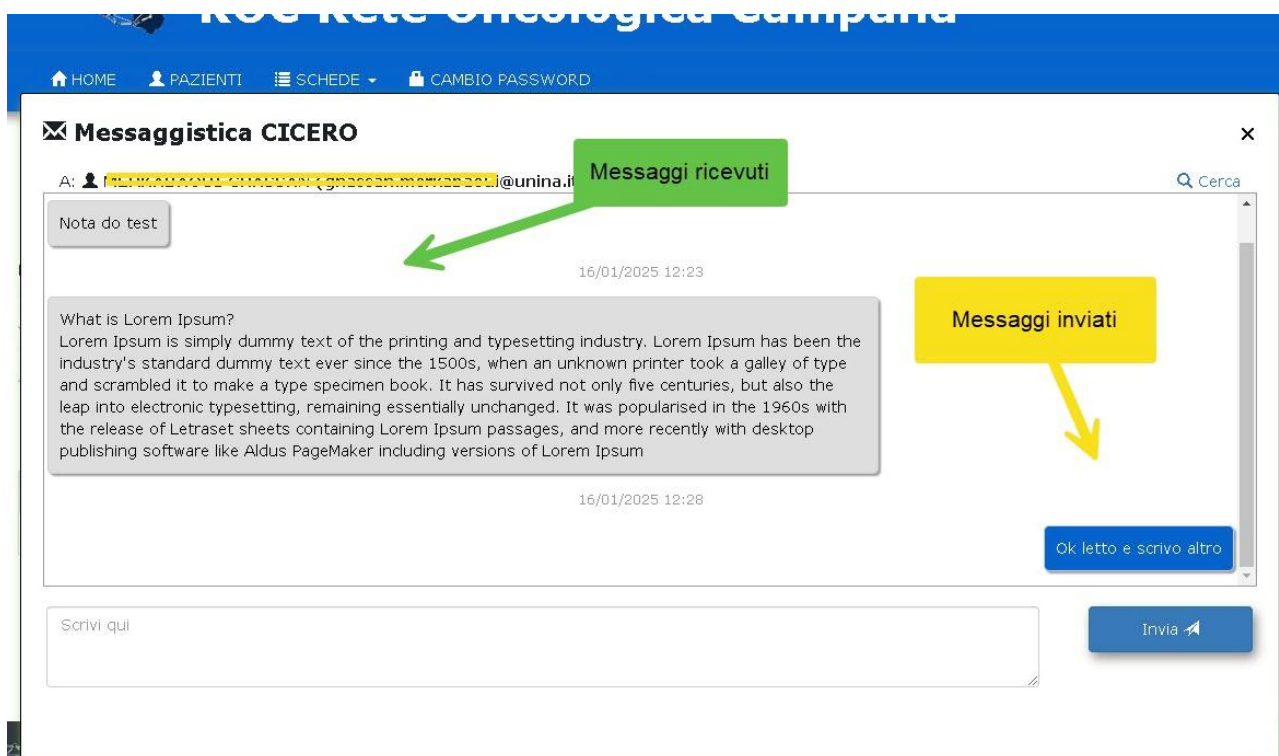 ROC Rete Oncologica Campana
HOME PAZIENTI SCHEDE CAMBIO PASSWORD
Messaggistica CICERO ×
A: @unina.it
Messaggi ricevuti
Cerca
Nota do test
16/01/2025 12:23
What is Lorem Ipsum?
Lorem Ipsum is simply dummy text of the printing and typesetting industry. Lorem Ipsum has been the
industry's standard dummy text ever since the 1500s, when an unknown printer took a galley of type
and scrambled it to make a type specimen book. It has survived not only five centuries, but also the
leap into electronic typesetting, remaining essentially unchanged. It was popularised in the 1960s with
the release of Letraset sheets containing Lorem Ipsum passages, and more recently with desktop
publishing software like Aldus PageMaker including versions of Lorem Ipsum
Messaggi inviati
16/01/2025 12:28
Ok letto e scrivo altro
Scrivi qui
Invia